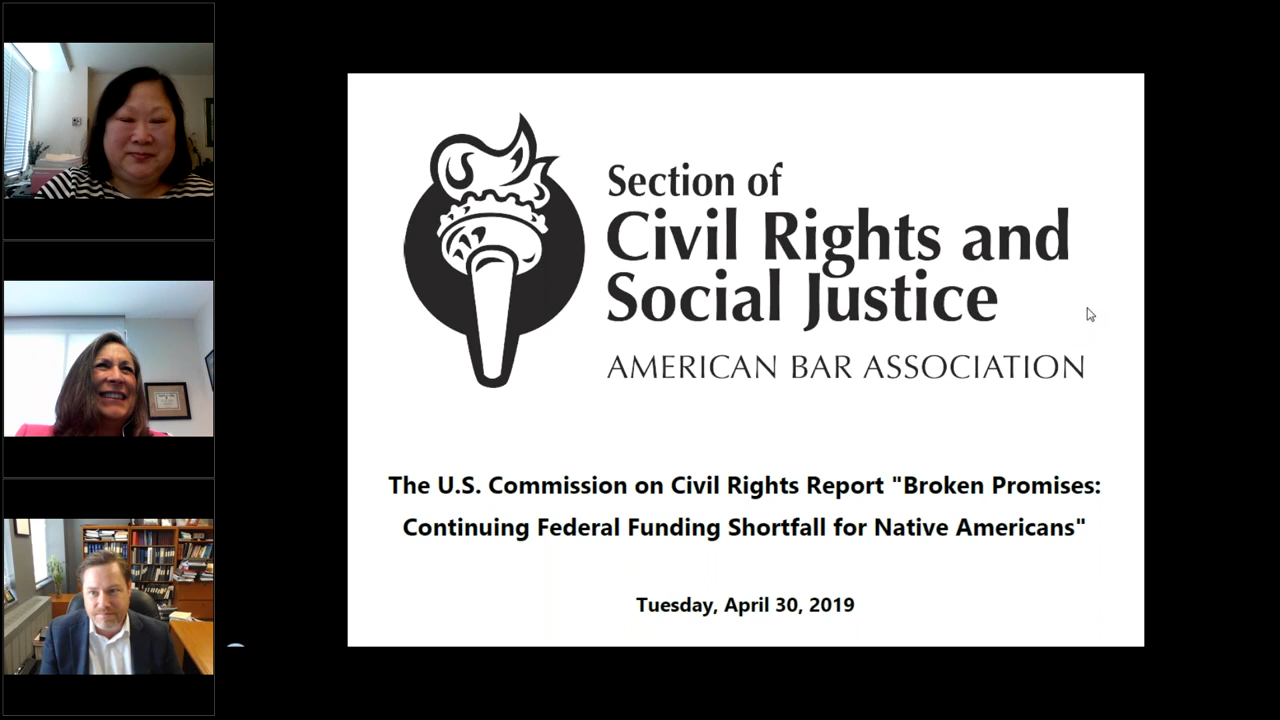 Section of
Civil Rights and
Social Justice
AMERICAN BAR ASSOCIATION
The U.S. Commission on Civil Rights Report "Broken Promises:
Continuing Federal Funding Shortfall for Native Americans"
Tuesday, April 30, 2019